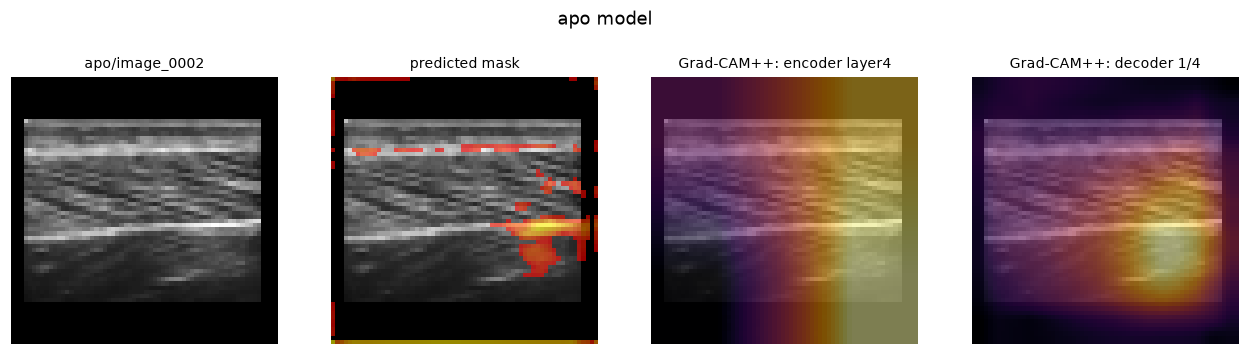 apo model
apo/image_0002
predicted mask
Grad-CAM++: encoder layer4
Grad-CAM++: decoder 1/4